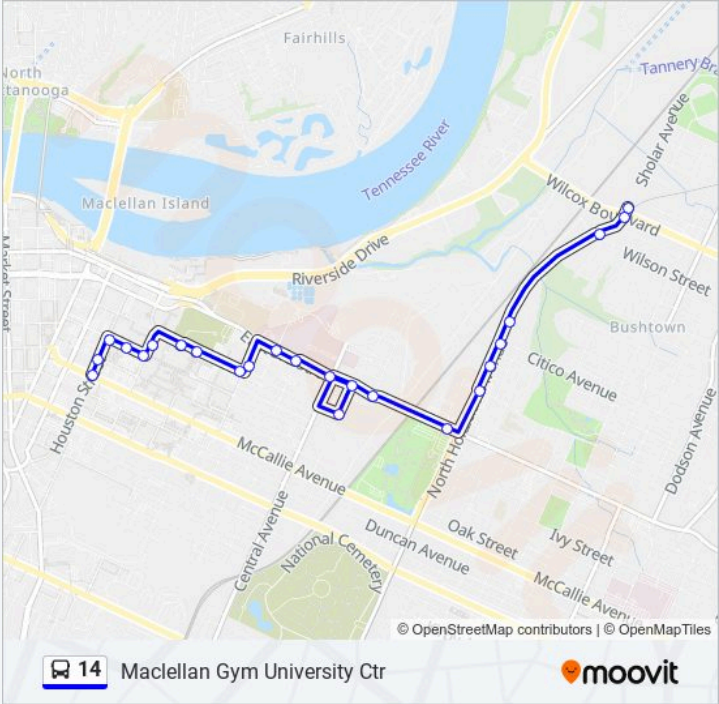 Fairhills
North
ttanooga
Tannery Br
Sholar Avenue
Tennessee River
Maclellan Island
Wilcox Boulevard
Market Street
Riverside Drive
Wilson Street
Bushtown
E
Citico Avenue
Houston S
McCallie Avenue
North Ho
Dodson Avenue
Central Avenue
Oak Street
Duncan Avenue
Ivy Street
National Cemetery
McCallie Avenu
© OpenStreetMap contributors | © OpenMapTiles
14 Maclellan Gym University Ctr
moovit